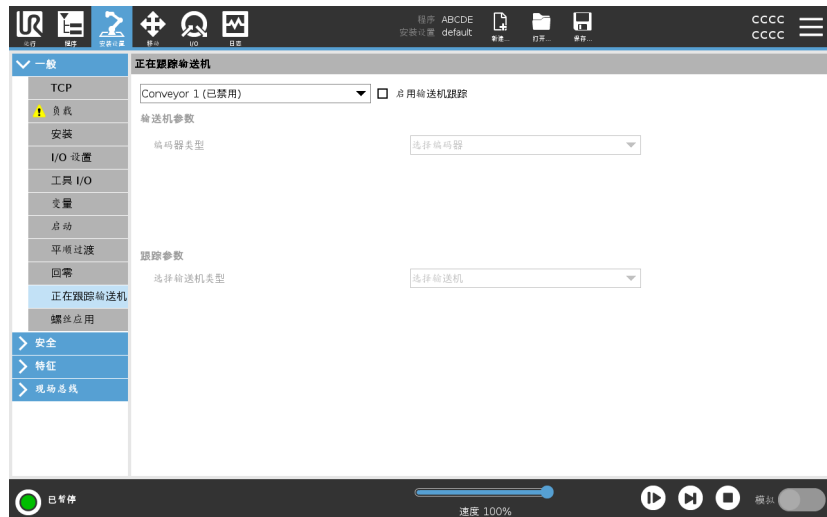 UR
运行
程序
安装设置
移动
I/O
日志
程序 ABCDE
安装设置 default
新建...
打开...
保存...
CCCC
CCCC
一般
TCP
负载
安装
I/O 设置
工具 I/O
变量
启动
平顺过渡
回零
正在跟踪输送机
螺丝应用
安全
特征
现场总线
正在跟踪输送机
Conveyor 1 (已禁用)
启用输送机跟踪
输送机参数
编码器类型
选择编码器
跟踪参数
选择输送机类型
选择输送机
已暂停
速度 100%
模拟